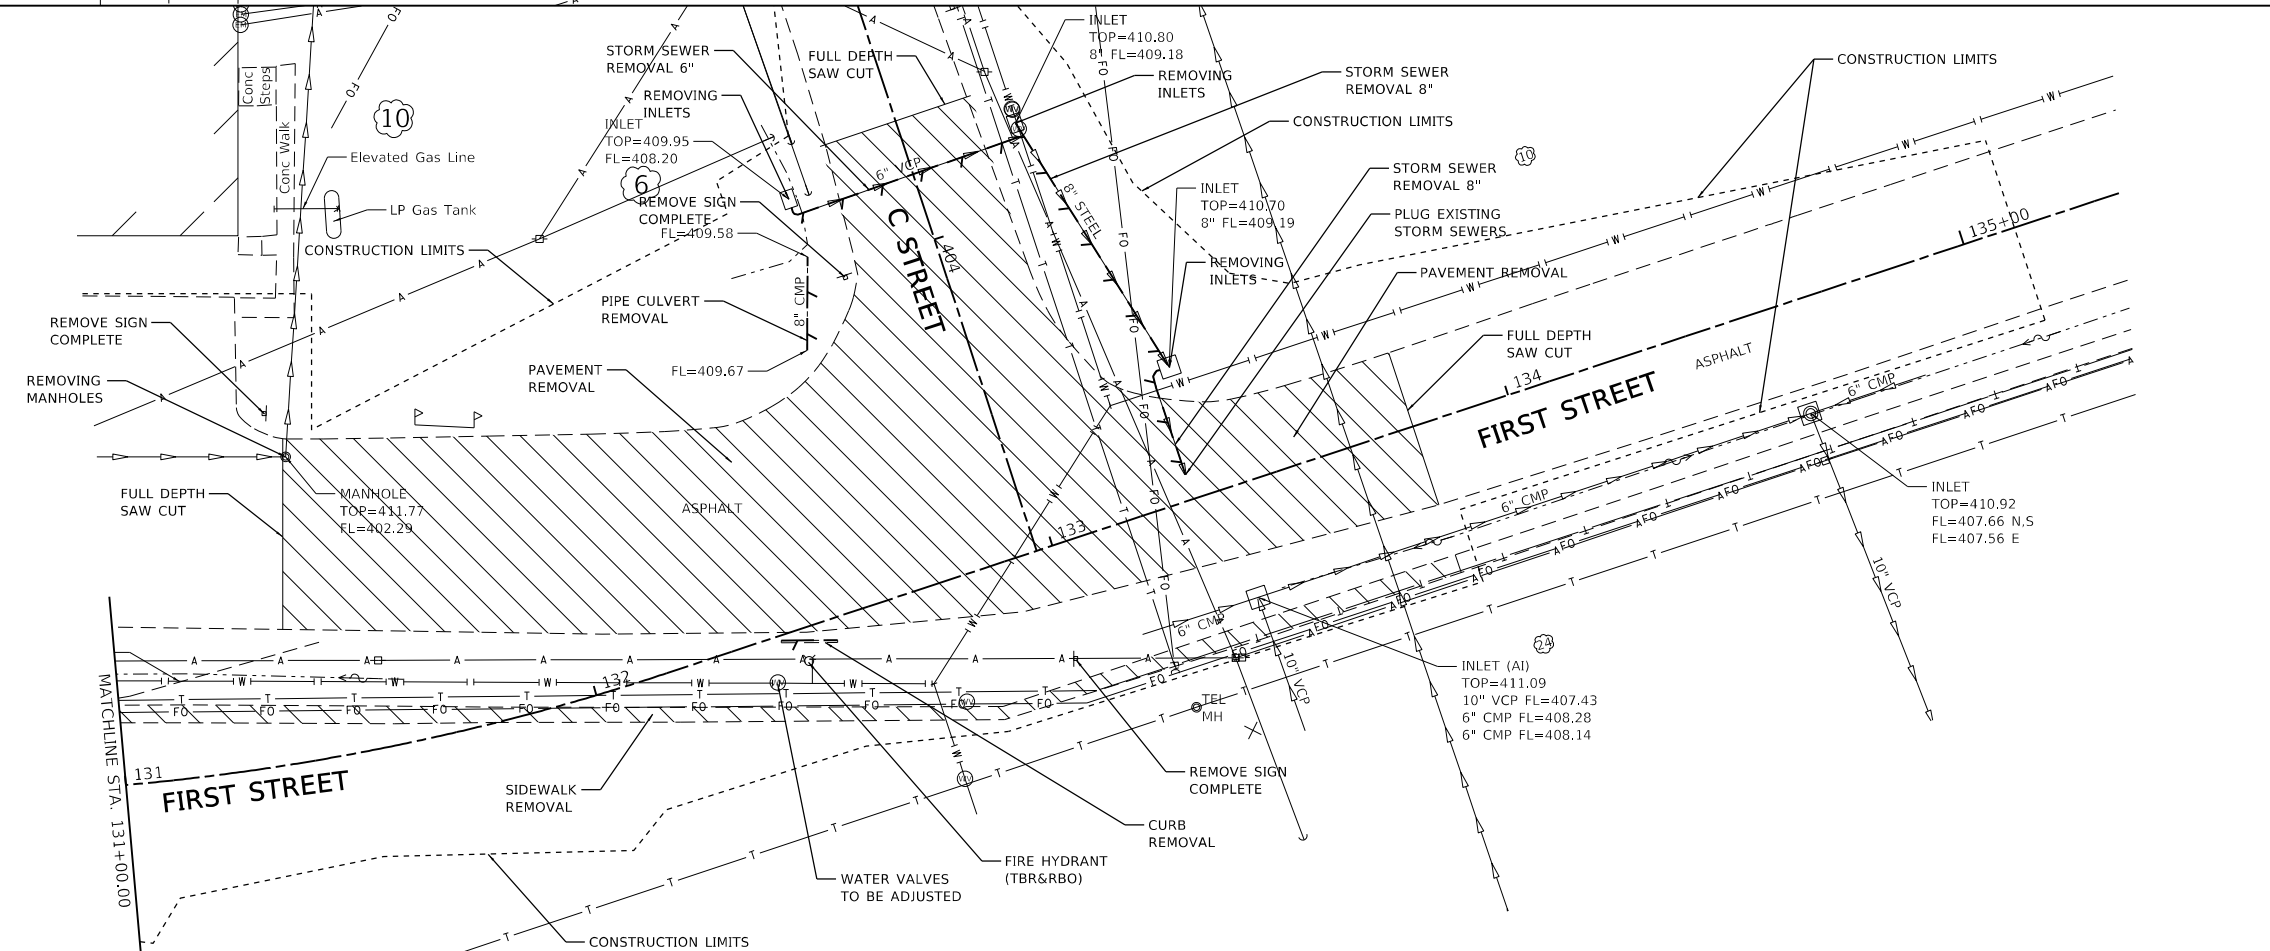 INLET
TOP=410.80
8" FL=409.18
STORM SEWER
REMOVAL 6"
FULL DEPTH
SAW CUT
REMOVING
INLETS
STORM SEWER
REMOVAL 8"
CONSTRUCTION LIMITS
Conc
Steps
REMOVING
INLETS
10
INLET
TOP=409.95
FL=408.20
CONSTRUCTION LIMITS
Conc Walk
Elevated Gas Line
6
6" VCP
10
STORM SEWER
REMOVAL 8"
LP Gas Tank
REMOVE SIGN
COMPLETE
FL=409.58
8" STEEL
INLET
TOP=410.70
8" FL=409.19
PLUG EXISTING
STORM SEWERS
135+00
CONSTRUCTION LIMITS
C STREET
404
REMOVING
INLETS
PAVEMENT REMOVAL
PIPE CULVERT
REMOVAL
8" CMP
REMOVE SIGN
COMPLETE
FULL DEPTH
SAW CUT
ASPHALT
FL=409.67
PAVEMENT
REMOVAL
REMOVING
MANHOLES
134
FIRST STREET
6" CMP
MANHOLE
TOP=411.77
FL=402.29
FULL DEPTH
SAW CUT
ASPHALT
133
6" CMP
INLET
TOP=410.92
FL=407.66 N,S
FL=407.56 E
10" VCP
6" CMP
24
10" VCP
INLET (AI)
TOP=411.09
10" VCP FL=407.43
6" CMP FL=408.28
6" CMP FL=408.14
132
TEL
MH
MATCHLINE STA. 131+00.00
131
FIRST STREET
SIDEWALK
REMOVAL
REMOVE SIGN
COMPLETE
CURB
REMOVAL
FIRE HYDRANT
(TBR&RBO)
WATER VALVES
TO BE ADJUSTED
CONSTRUCTION LIMITS